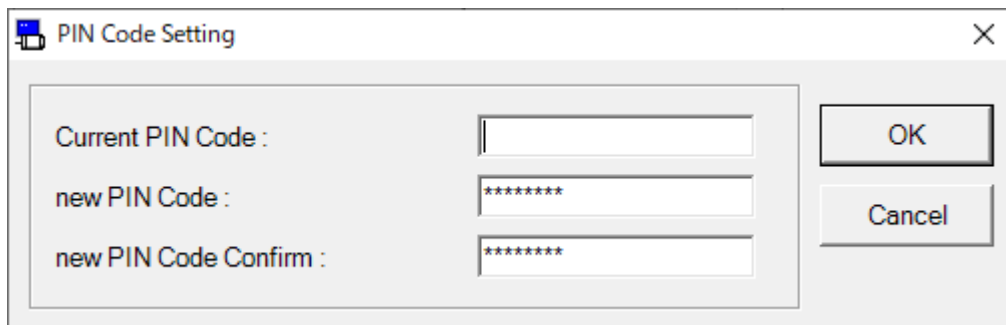 PIN Code Setting
Current PIN Code :
OK
new PIN Code :
********
Cancel
new PIN Code Confirm :
********